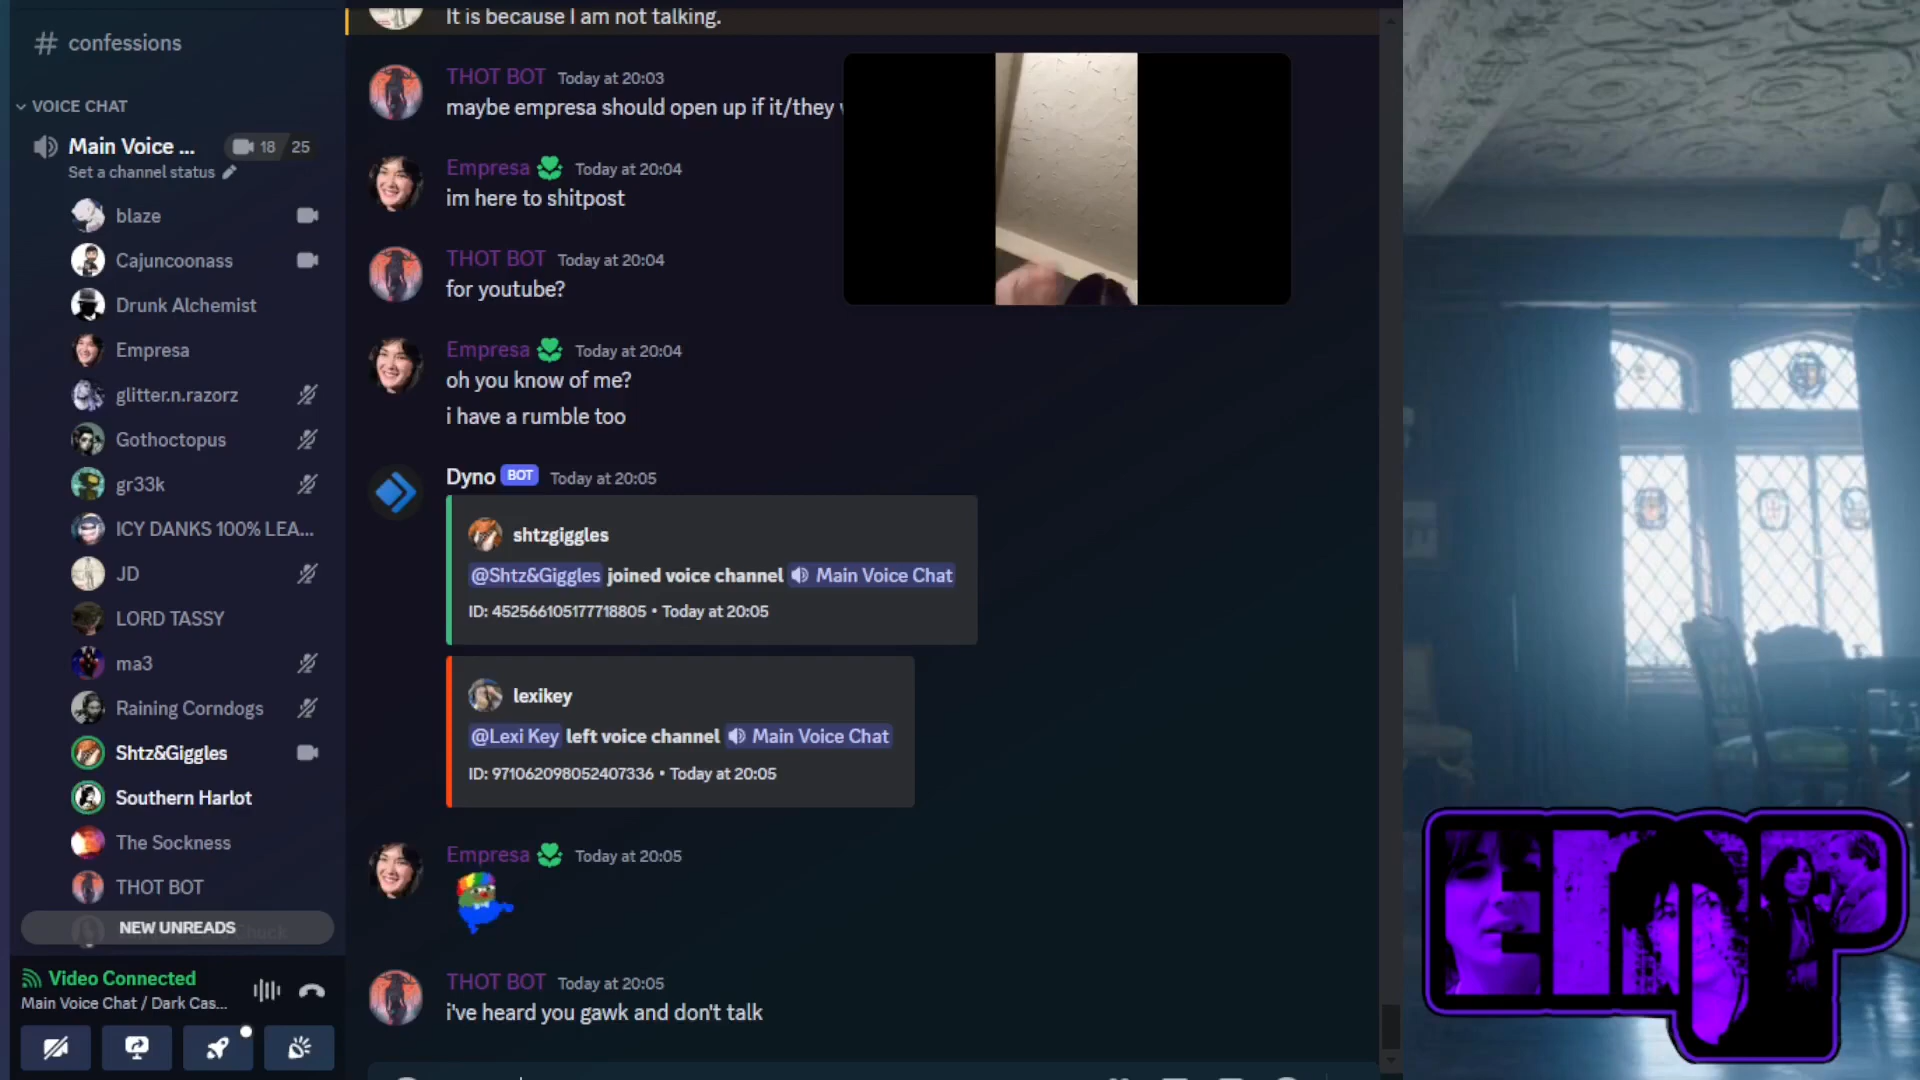 confessions
VOICE CHAT
Main Voice ...
18 25
Set a channel status
blaze
Cajuncoonass
Drunk Alchemist
Empresa
glitter.n.razorz
Gothoctopus
gr33k
ICY DANKS 100% LEA...
JD
LORD TASSY
ma3
Raining Corndogs
Shtz&Giggles
Southern Harlot
The Sockness
THOT BOT
NEW UNREADS
Video Connected
Main Voice Chat / Dark Cas...
It is because I am not talking.
THOT BOT Today at 20:03
maybe empresa should open up if it/they
Empresa Today at 20:04
im here to shitpost
THOT BOT Today at 20:04
for youtube?
Empresa Today at 20:04
oh you know of me?
i have a rumble too
Dyno BOT Today at 20:05
shtzgiggles
@Shtz&Giggles joined voice channel Main Voice Chat
ID: 452566105177718805 • Today at 20:05
lexikey
@Lexi Key left voice channel Main Voice Chat
ID: 971062098052407336 • Today at 20:05
Empresa Today at 20:05
THOT BOT Today at 20:05
i've heard you gawk and don't talk
EMP